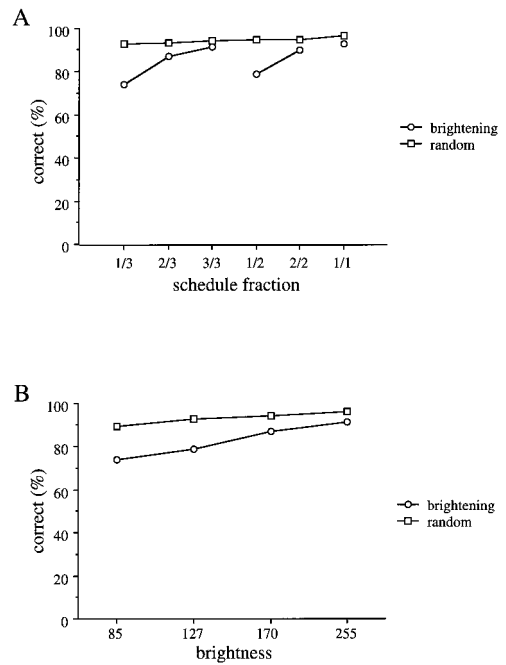 A
correct (%)
100
80
60
40
20
0
1/3 2/3 3/3 1/2 2/2 1/1
schedule fraction
brightening
random
B
correct (%)
100
80
60
40
20
0
85 127 170 255
brightness
brightening
random